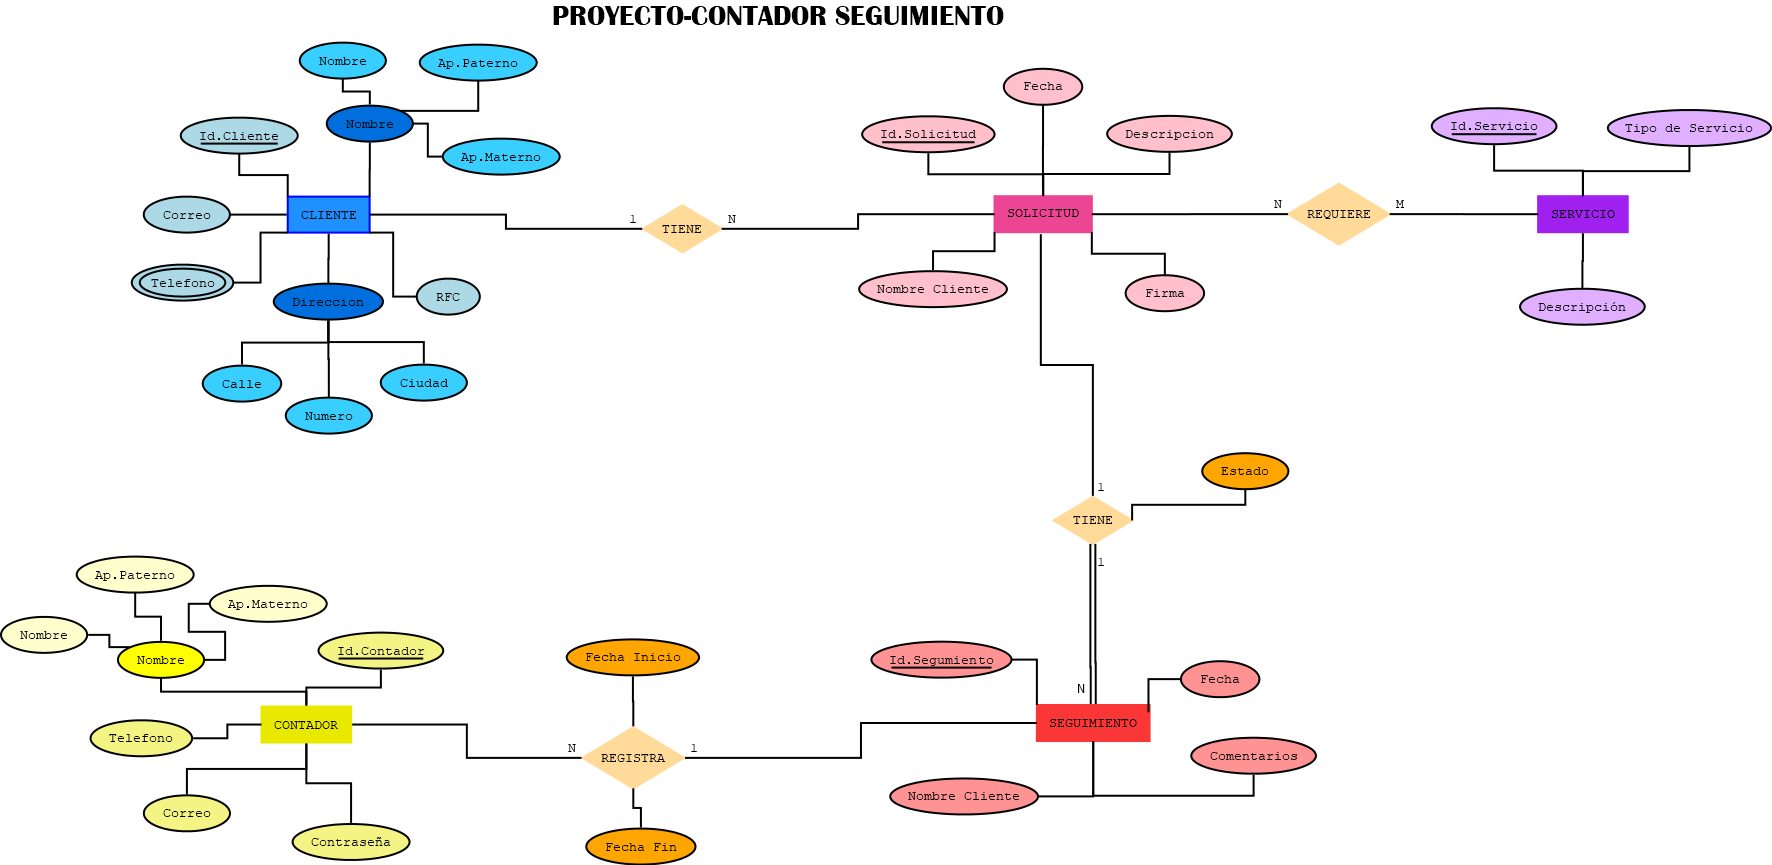 PROYECTO-CONTADOR SEGUIMIENTO
Nombre
Ap.Paterno
Nombre
Id.Cliente
Ap.Materno
Correo
CLIENTE
Telefono
Direccion
RFC
Calle
Numero
Ciudad
1
TIENE
N
Fecha
Id.Solicitud
Descripcion
SOLICITUD
Nombre Cliente
Firma
N
REQUIERE
M
Id.Servicio
Tipo de Servicio
SERVICIO
Descripción
Estado
1
TIENE
1
N
Ap.Paterno
Ap.Materno
Nombre
Nombre
Id.Contador
CONTADOR
Telefono
Correo
Contraseña
Fecha Inicio
N
REGISTRA
1
Fecha Fin
Id.Segumiento
Fecha
SEGUIMIENTO
Comentarios
Nombre Cliente